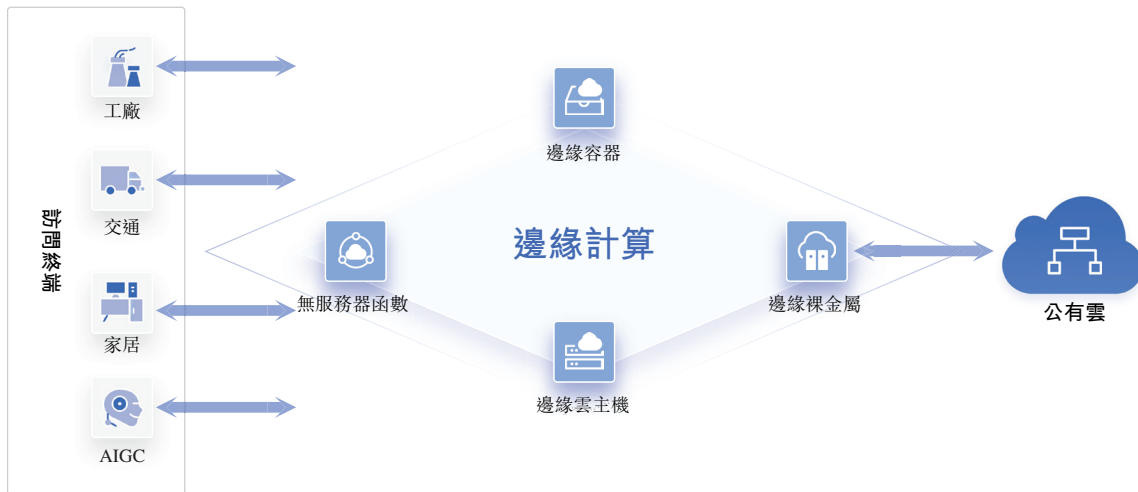 訪問終端
工廠
交通
家居
AIGC
邊緣容器
邊緣計算
無服務器函數
邊緣裸金屬
邊緣雲主機
公有雲